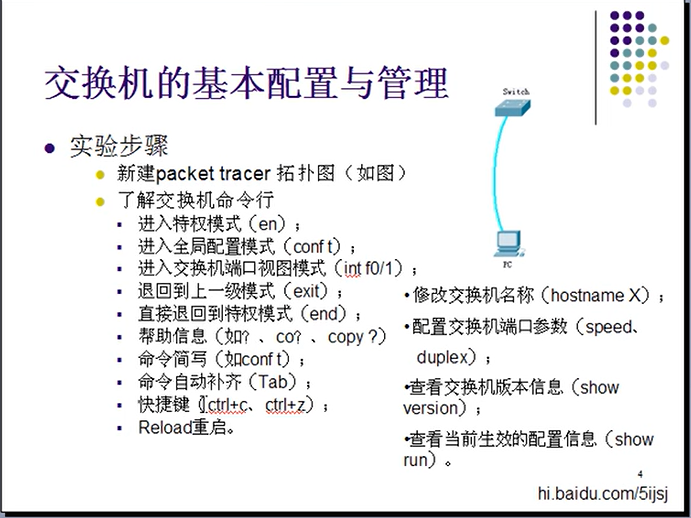 交换机的基本配置与管理
Switch
PC
实验步骤
新建packet tracer 拓扑图（如图）
了解交换机命令行
进入特权模式（en）；
进入全局配置模式（conf t）；
进入交换机端口视图模式（int f0/1）；
退回到上一级模式（exit）；
直接退回到特权模式（end）；
帮助信息（如？、co？、copy ?）
命令简写（如conf t）；
命令自动补齐（Tab）；
快捷键（ctrl+c、ctrl+z）；
Reload重启。
•修改交换机名称（hostname X）；
•配置交换机端口参数（speed、
duplex）；
•查看交换机版本信息（show
version）；
•查看当前生效的配置信息（show
run）。
4
hi.baidu.com/5ijsj